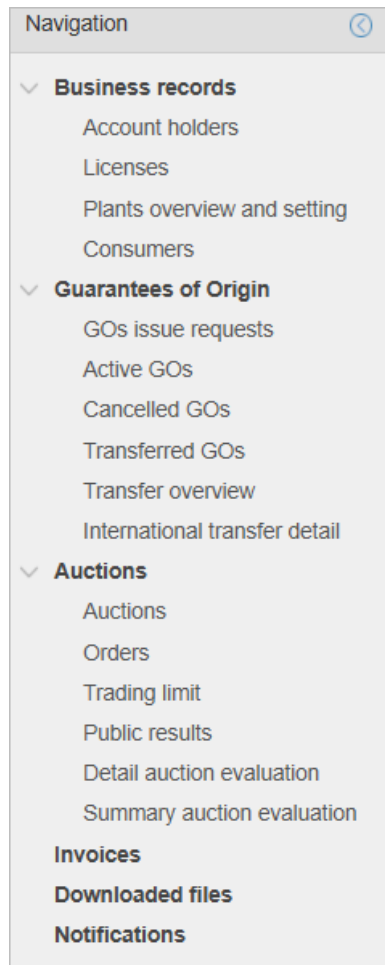 Navigation
Business records
Account holders
Licenses
Plants overview and setting
Consumers
Guarantees of Origin
GOs issue requests
Active GOs
Cancelled GOs
Transferred GOs
Transfer overview
International transfer detail
Auctions
Auctions
Orders
Trading limit
Public results
Detail auction evaluation
Summary auction evaluation
Invoices
Downloaded files
Notifications